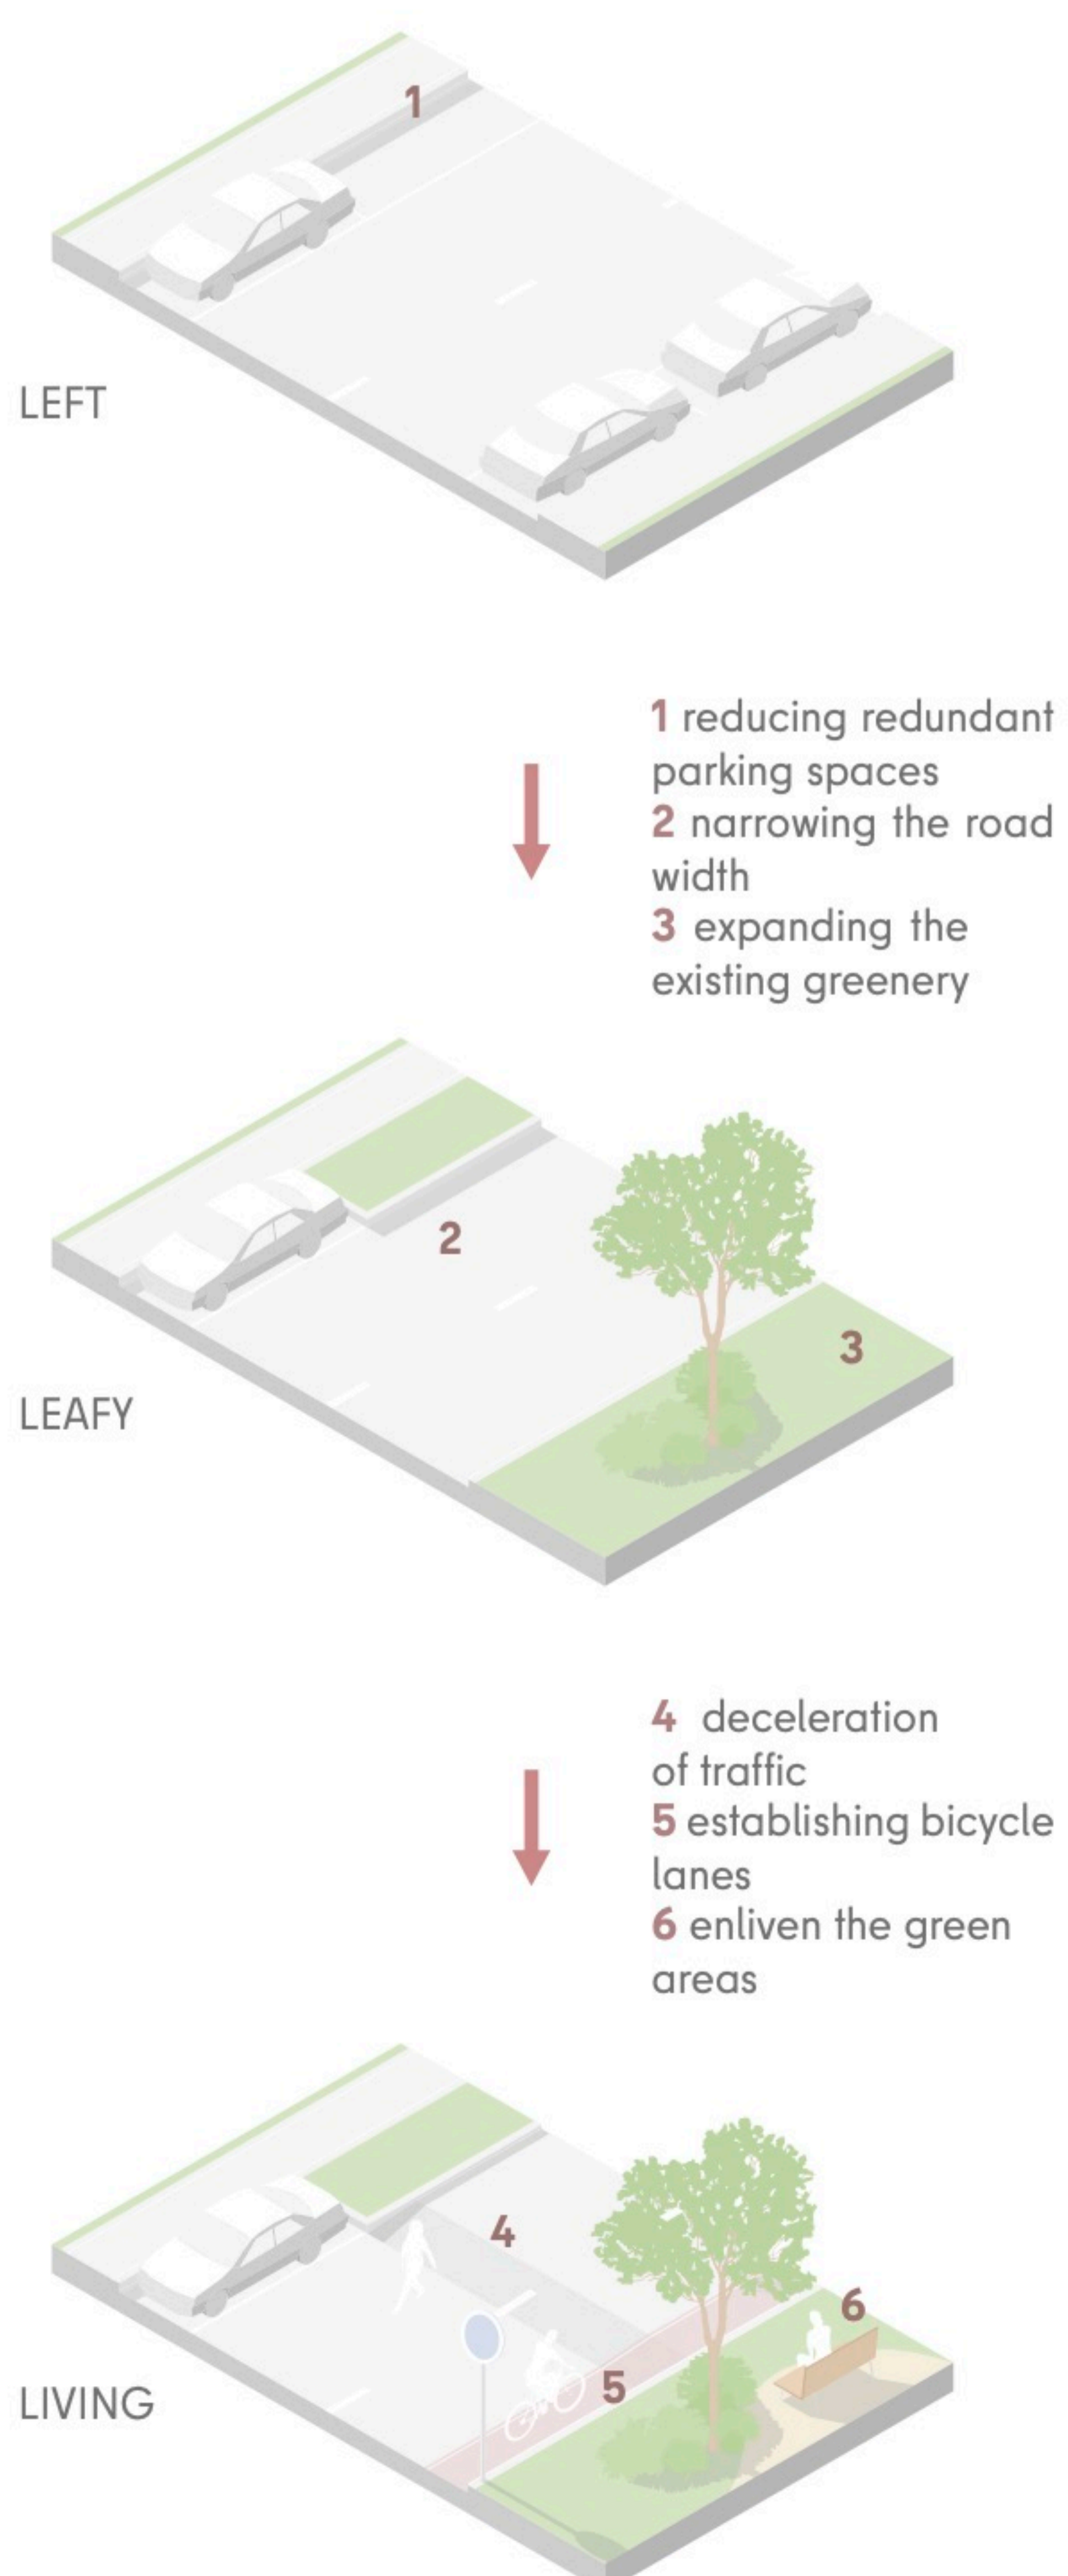 1
LEFT
1 reducing redundant
parking spaces
2 narrowing the road
width
3 expanding the
existing greenery
2
3
LEAFY
4 deceleration
of traffic
5 establishing bicycle
lanes
6 enliven the green
areas
4
6
5
LIVING